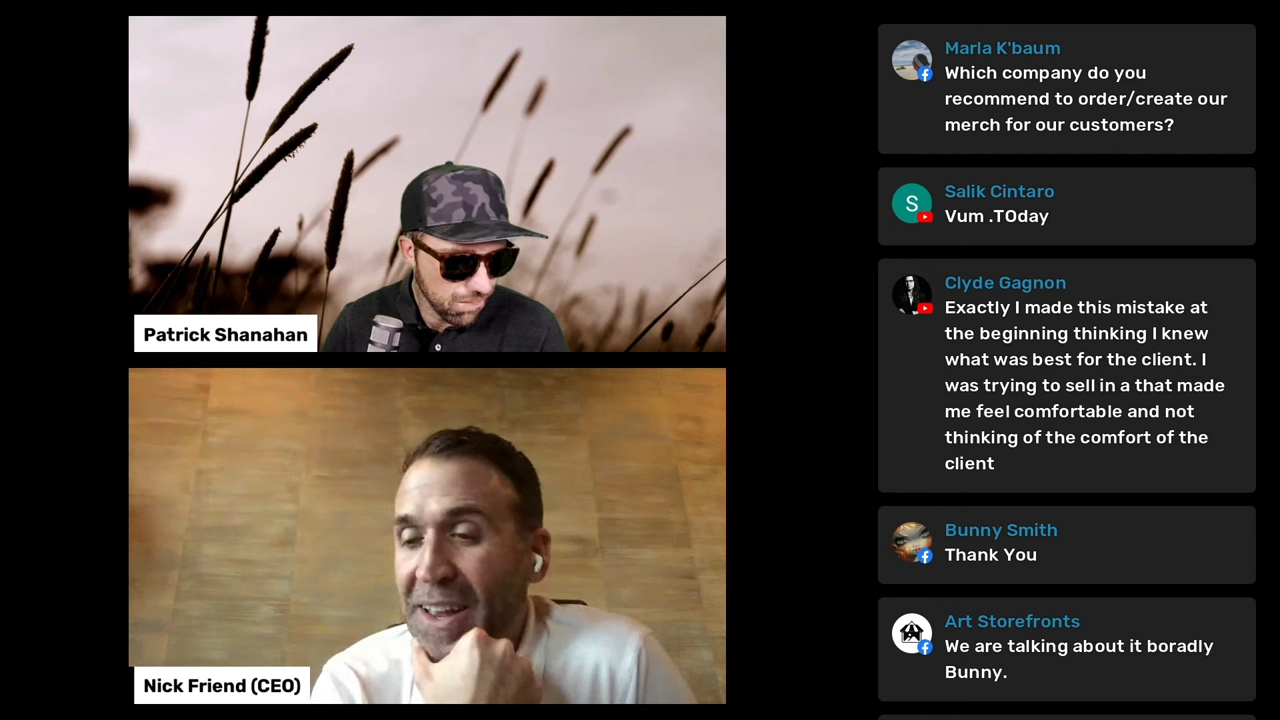 Patrick Shanahan
Nick Friend (CEO)
Marla K'baum
Which company do you
recommend to order/create our
merch for our customers?
S
Salik Cintaro
Vum .TOday
Clyde Gagnon
Exactly I made this mistake at
the beginning thinking I knew
what was best for the client. I
was trying to sell in a that made
me feel comfortable and not
thinking of the comfort of the
client
Bunny Smith
Thank You
Art Storefronts
We are talking about it boradly
Bunny.